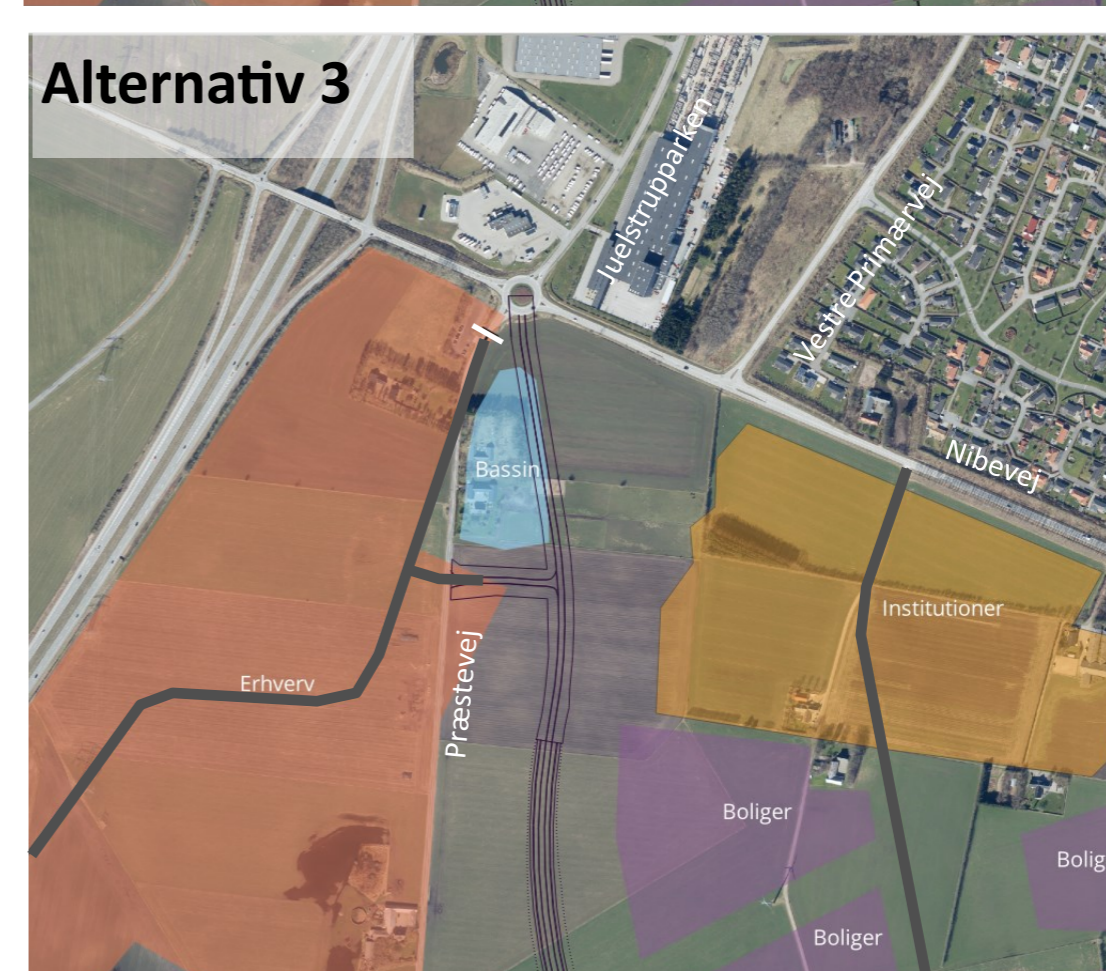 Alternativ 3
Juelstrupparken
Vestre Primærvej
Nibevej
Bassin
Institutioner
Erhverv
Præstevej
Boliger
Bolig
Boliger